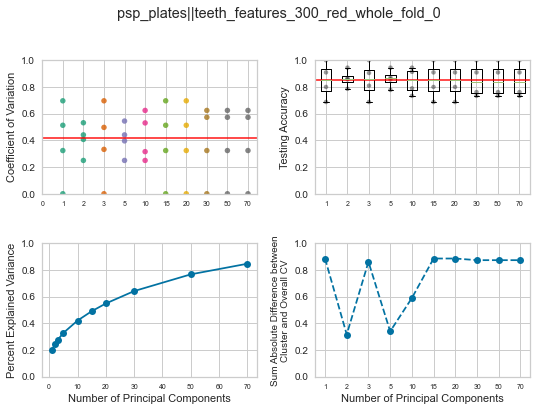 psp_plates||teeth_features_300_red_whole_fold_0
Coefficient of Variation
1.0
0.8
0.6
0.4
0.2
0.0
0 1 2 3 5 10 15 20 30 50 70
Testing Accuracy
1.0
0.8
0.6
0.4
0.2
0.0
1 2 3 5 10 15 20 30 50 70
Percent Explained Variance
1.0
0.8
0.6
0.4
0.2
0.0
0 10 20 30 40 50 60 70
Number of Principal Components
Sum Absolute Difference between
Cluster and Overall CV
1.0
0.8
0.6
0.4
0.2
0.0
1 2 3 5 10 15 20 30 50 70
Number of Principal Components